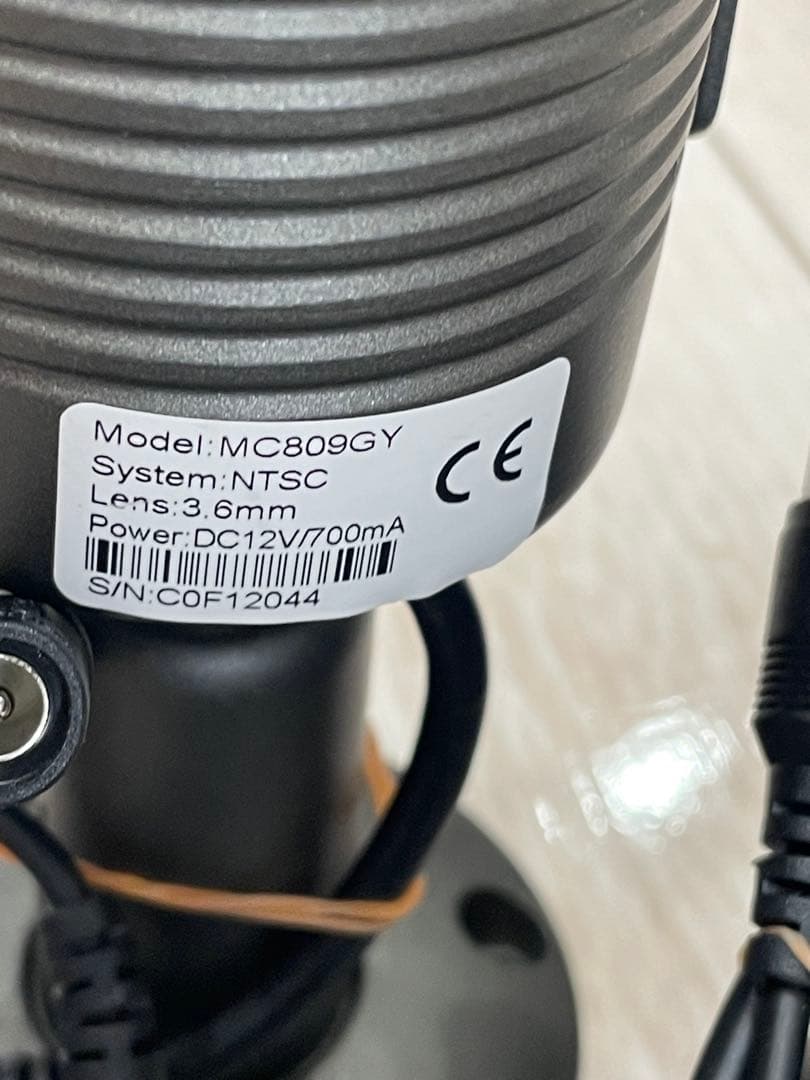 Model:MC809GY
System:NTSC
Lens:3.6mm
Power:DC12V/700mA
S/N:C0F12044
CE